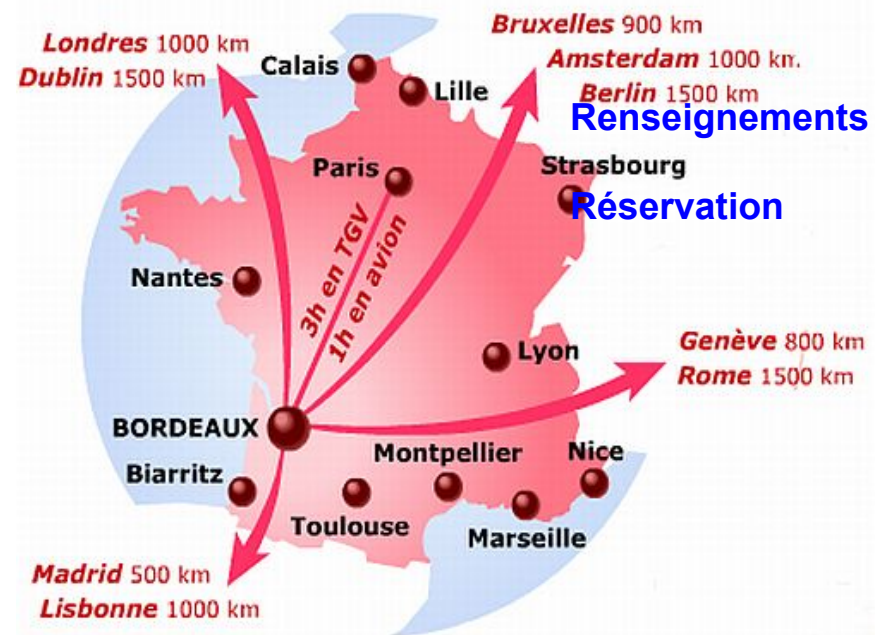 Bruxelles 900 km
Londres 1000 km
Amsterdam 1000 km.
Calais
Dublin 1500 km
Lille
Berlin 1500 km
Renseignements
Paris
Strasbourg
Réservation
3h en TGV
1h en avion
Nantes
Lyon
Genève 800 km
Rome 1500 km
BORDEAUX
Montpellier
Nice
Biarritz
Toulouse
Marseille
Madrid 500 km
Lisbonne 1000 km